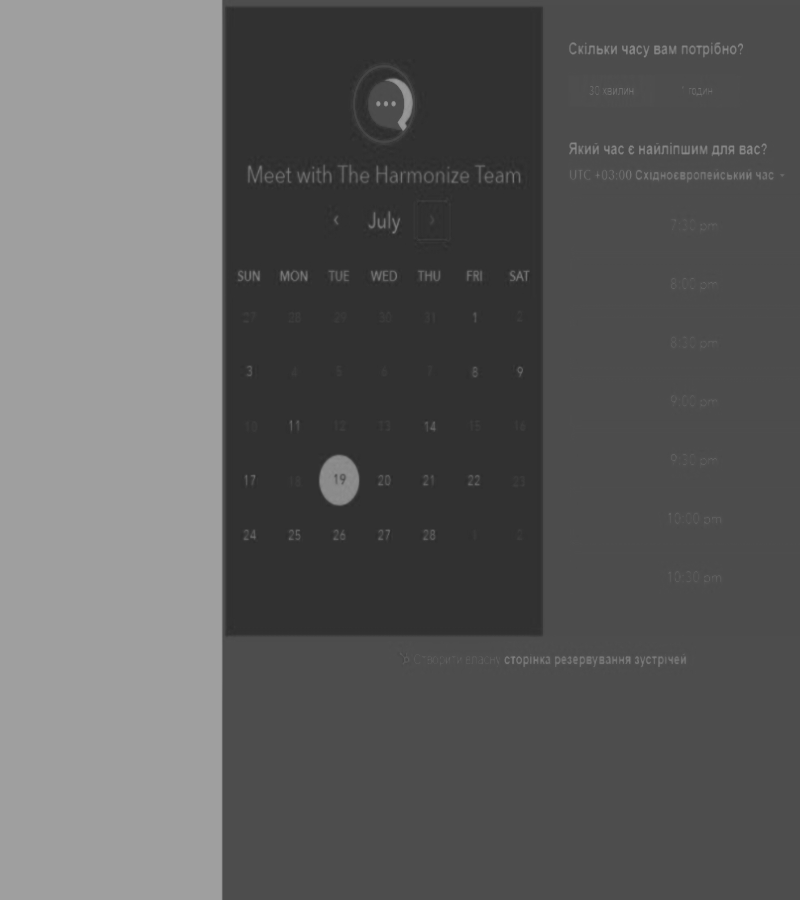 Meet with The Harmonize Team
‹ July ›
SUN MON TUE WED THU FRI SAT
27 28 29 30 31 1 2
3 4 5 6 7 8 9
10 11 12 13 14 15 16
17 18 19 20 21 22 23
24 25 26 27 28 1 2
Скільки часу вам потрібно?
30 хвилин 1 годин
Який час є найліпшим для вас?
UTC +03:00 Східноєвропейський час
7:30 pm
8:00 pm
8:30 pm
9:00 pm
9:30 pm
10:00 pm
10:30 pm
Створити власну сторінка резервування зустрічей